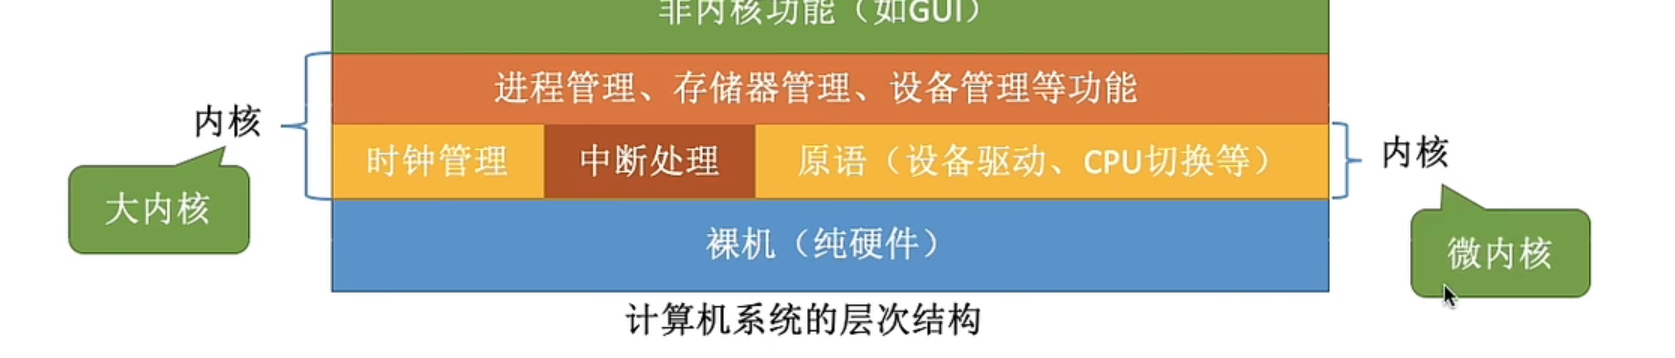 非内核功能（如GUI）
进程管理、存储器管理、设备管理等功能
内核
时钟管理
中断处理
原语（设备驱动、CPU切换等）
内核
大内核
裸机（纯硬件）
微内核
计算机系统的层次结构